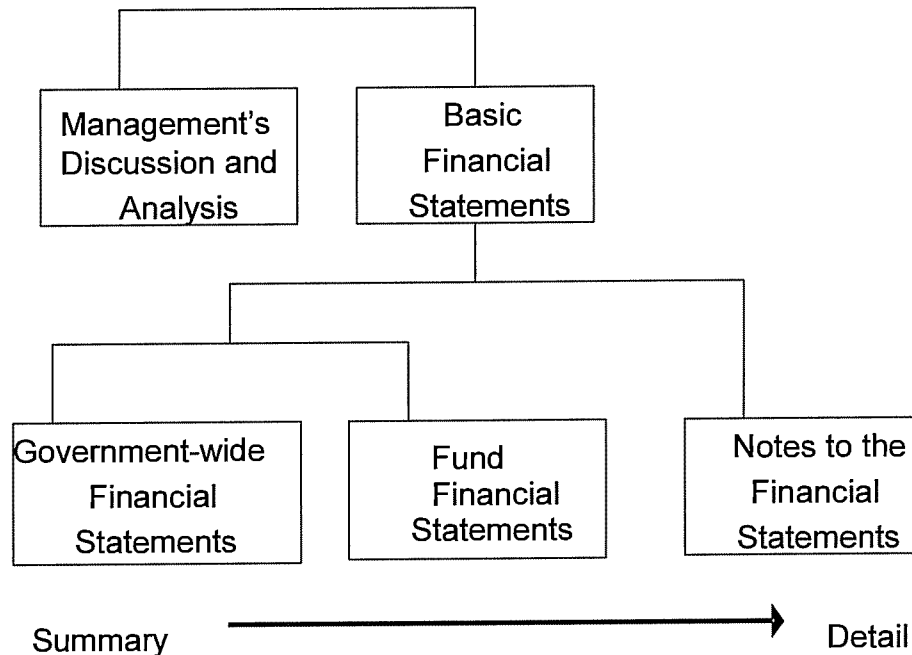 Management's
Discussion and
Analysis
Basic
Financial
Statements
Government-wide
Financial
Statements
Fund
Financial
Statements
Notes to the
Financial
Statements
Summary
Detail